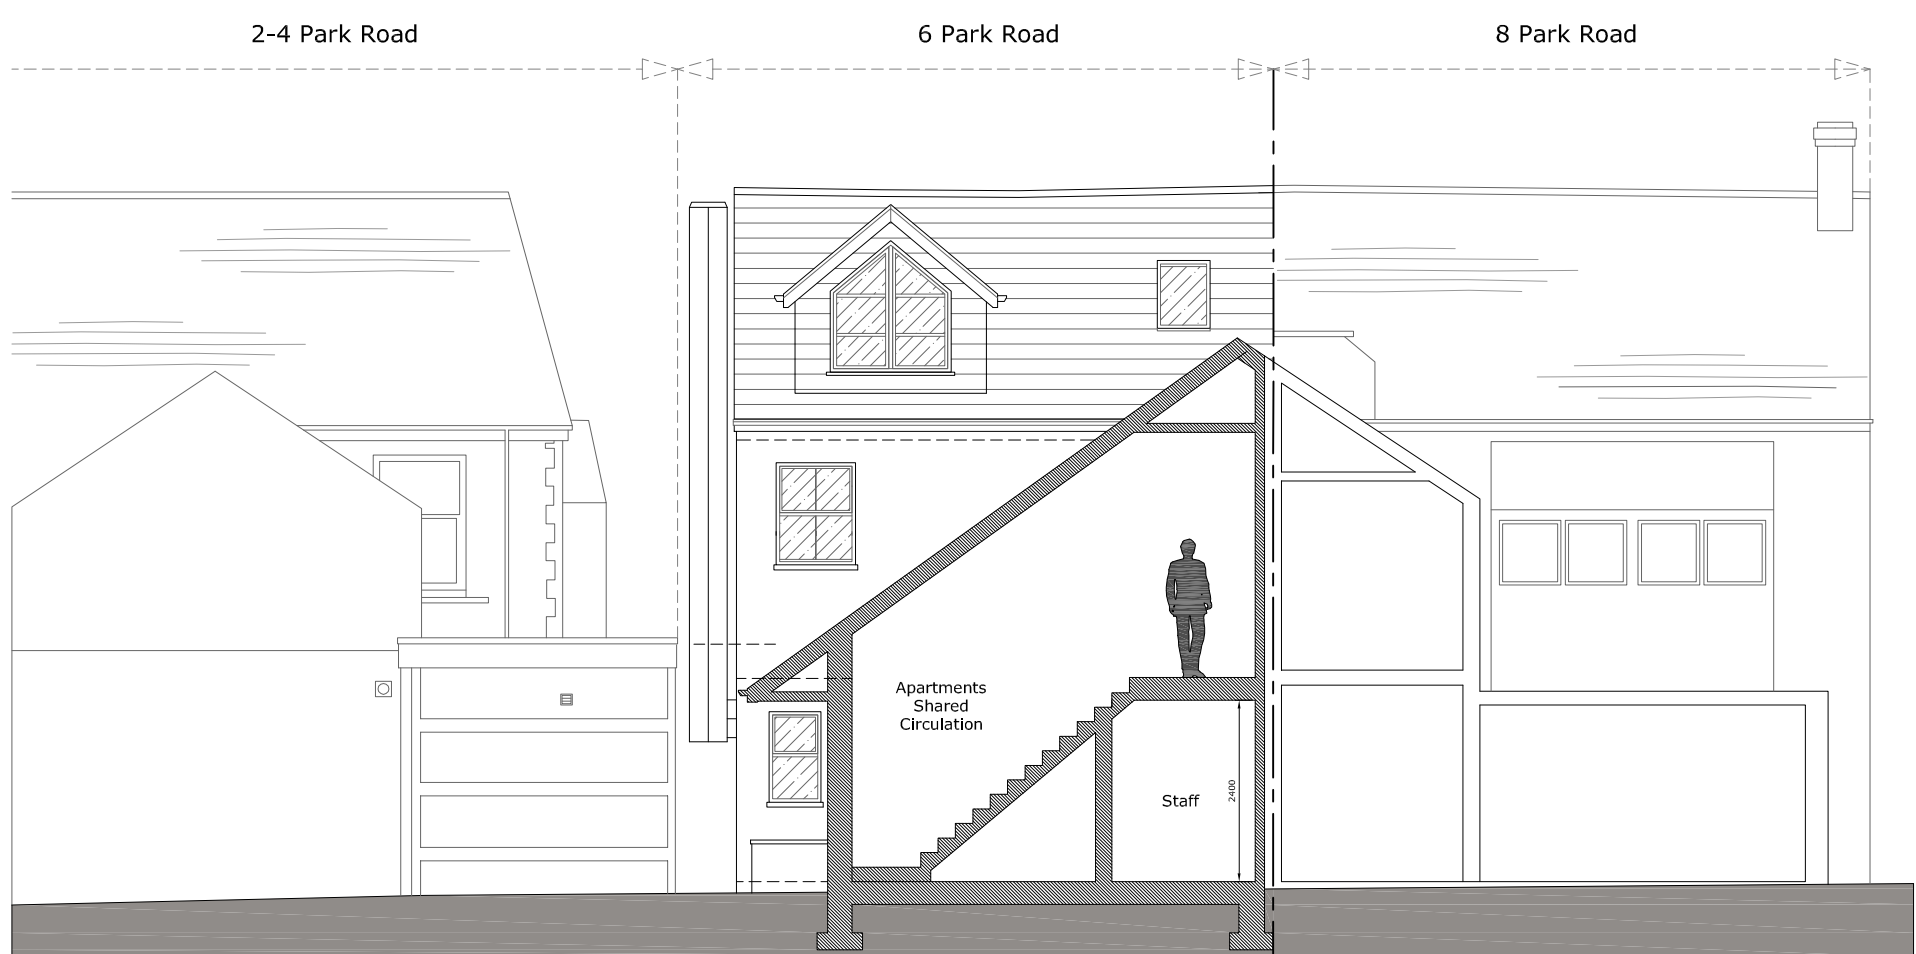 2-4 Park Road
6 Park Road
8 Park Road
Apartments
Shared
Circulation
Staff
2400